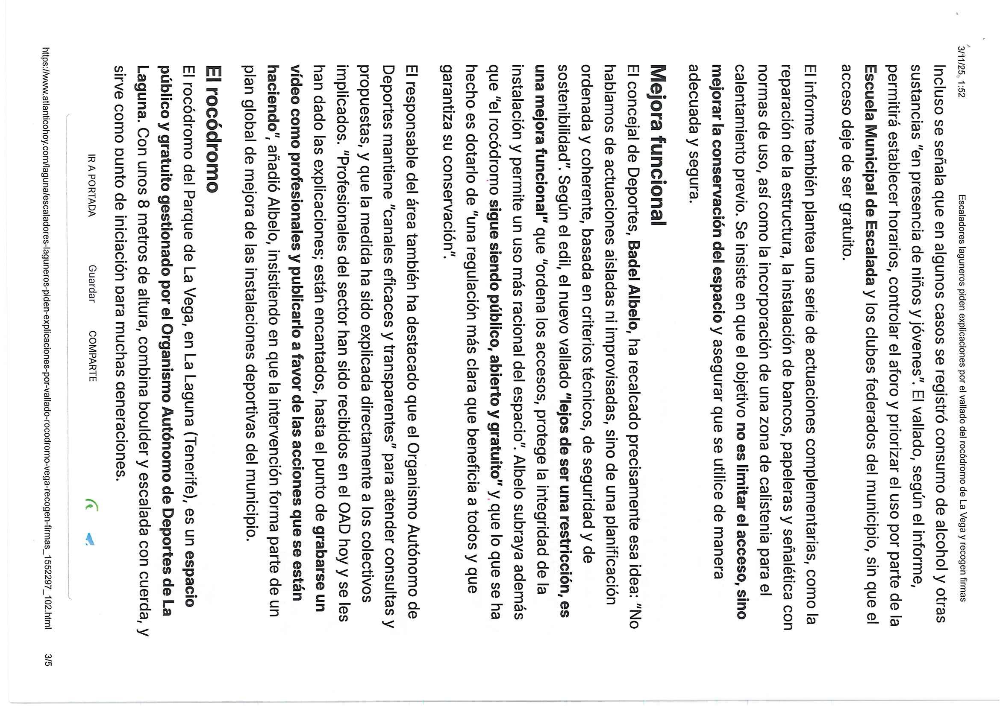 3/11/25, 1:52 Escaladores laguneros piden explicaciones por el vallado del rocódromo de La Vega y recogen firmas
Incluso se señala que en algunos casos se registró consumo de alcohol y otras
sustancias “en presencia de niños y jóvenes”. El vallado, según el informe,
permitirá establecer horarios, controlar el aforo y priorizar el uso por parte de la
Escuela Municipal de Escalada y los clubes federados del municipio, sin que el
acceso deje de ser gratuito.
El informe también plantea una serie de actuaciones complementarias, como la
reparación de la estructura, la instalación de bancos, papeleras y señalética con
normas de uso, así como la incorporación de una zona de calistenia para el
calentamiento previo. Se insiste en que el objetivo no es limitar el acceso, sino
mejorar la conservación del espacio y asegurar que se utilice de manera
adecuada y segura.
Mejora funcional
El concejal de Deportes, Badel Albelo, ha recalcado precisamente esa idea: “No
hablamos de actuaciones aisladas ni improvisadas, sino de una planificación
ordenada y coherente, basada en criterios técnicos, de seguridad y de
sostenibilidad”. Según el edil, el nuevo vallado “lejos de ser una restricción, es
una mejora funcional” que “ordena los accesos, protege la integridad de la
instalación y permite un uso más racional del espacio”. Albelo subraya además
que “el rocódromo sigue siendo público, abierto y gratuito” y que lo que se ha
hecho es dotarlo de “una regulación más clara que beneficia a todos y que
garantiza su conservación”.
El responsable del área también ha destacado que el Organismo Autónomo de
Deportes mantiene “canales eficaces y transparentes” para atender consultas y
propuestas, y que la medida ha sido explicada directamente a los colectivos
implicados. “Profesionales del sector han sido recibidos en el OAD hoy y se les
han dado las explicaciones; están encantados, hasta el punto de grabarse un
vídeo como profesionales y publicarlo a favor de las acciones que se están
haciendo”, añadió Albelo, insistiendo en que la intervención forma parte de un
plan global de mejora de las instalaciones deportivas del municipio.
El rocódromo
El rocódromo del Parque de La Vega, en La Laguna (Tenerife), es un espacio
público y gratuito gestionado por el Organismo Autónomo de Deportes de La
Laguna. Con unos 8 metros de altura, combina boulder y escalada con cuerda, y
sirve como punto de iniciación para muchas generaciones.
IR A PORTADA Guardar COMPARTE
https://www.atlanticohoy.com/laguna/escaladores-laguneros-piden-explicaciones-por-vallado-rocodromo-vega-recogen-firmas_1552297_102.html 3/5